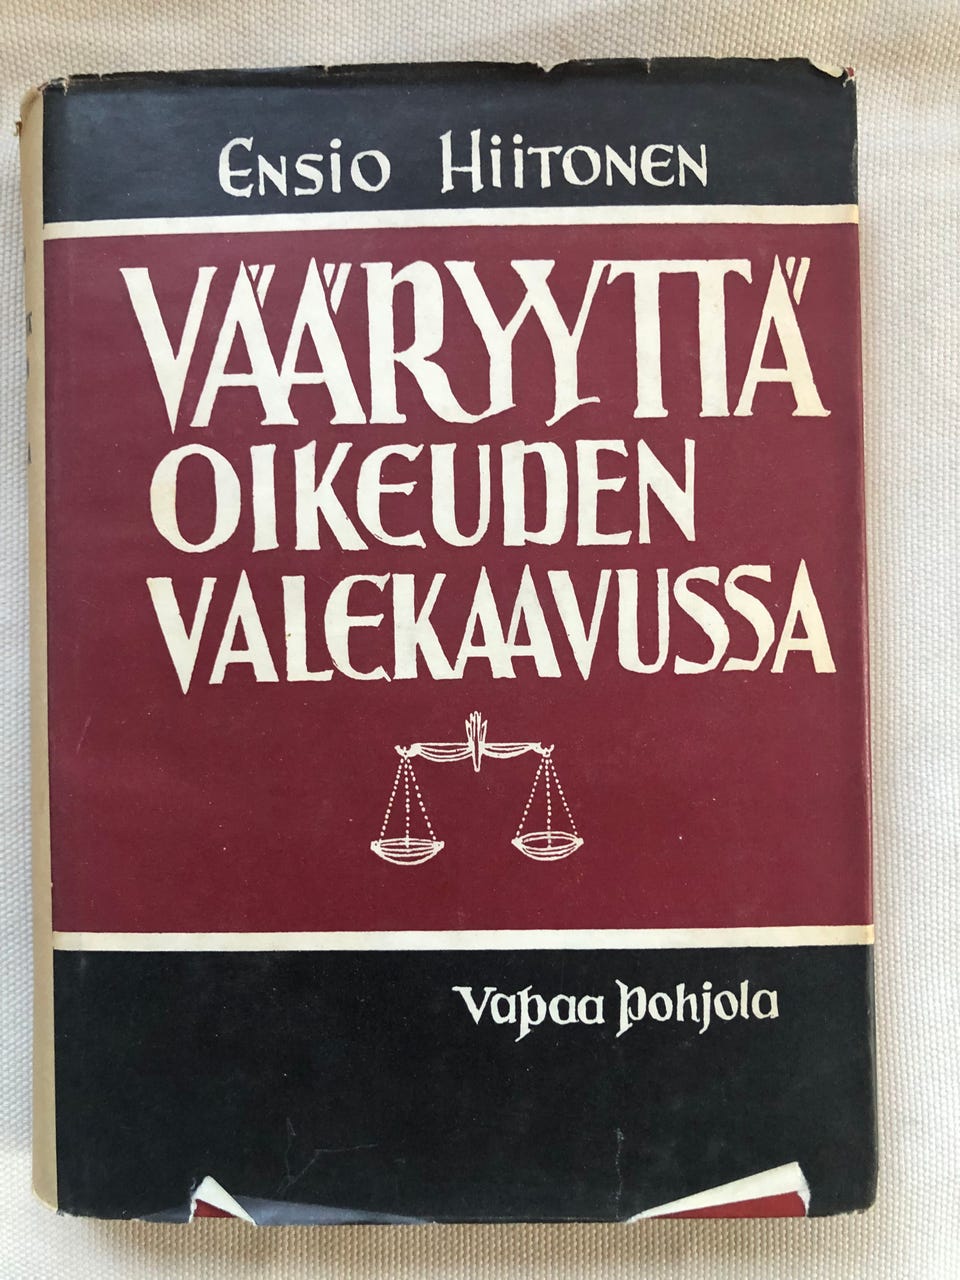 Ensio Hiitonen
VÄÄRYYTTÄ
OIKEUDEN
VALEKAAVUSSA
Vapaa Pohjola